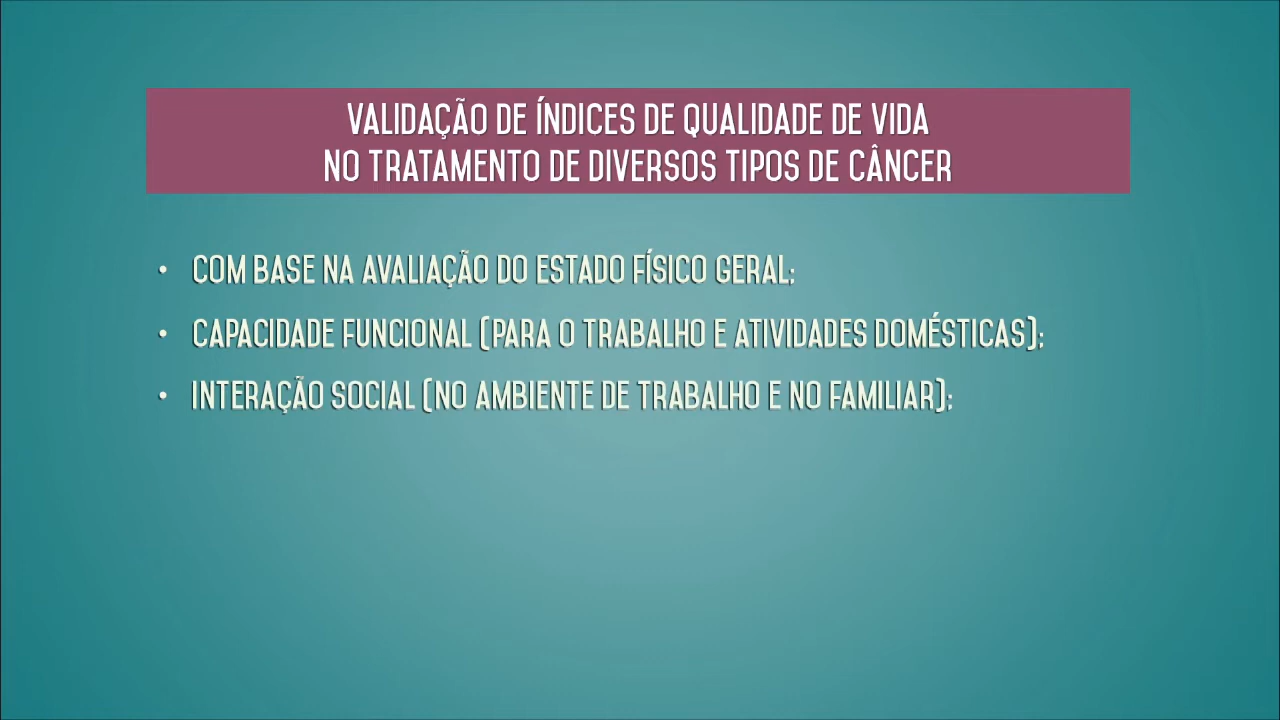 VALIDAÇÃO DE ÍNDICES DE QUALIDADE DE VIDA
NO TRATAMENTO DE DIVERSOS TIPOS DE CÂNCER
• COM BASE NA AVALIAÇÃO DO ESTADO FÍSICO GERAL;
• CAPACIDADE FUNCIONAL (PARA O TRABALHO E ATIVIDADES DOMÉSTICAS);
• INTERAÇÃO SOCIAL (NO AMBIENTE DE TRABALHO E NO FAMILIAR);